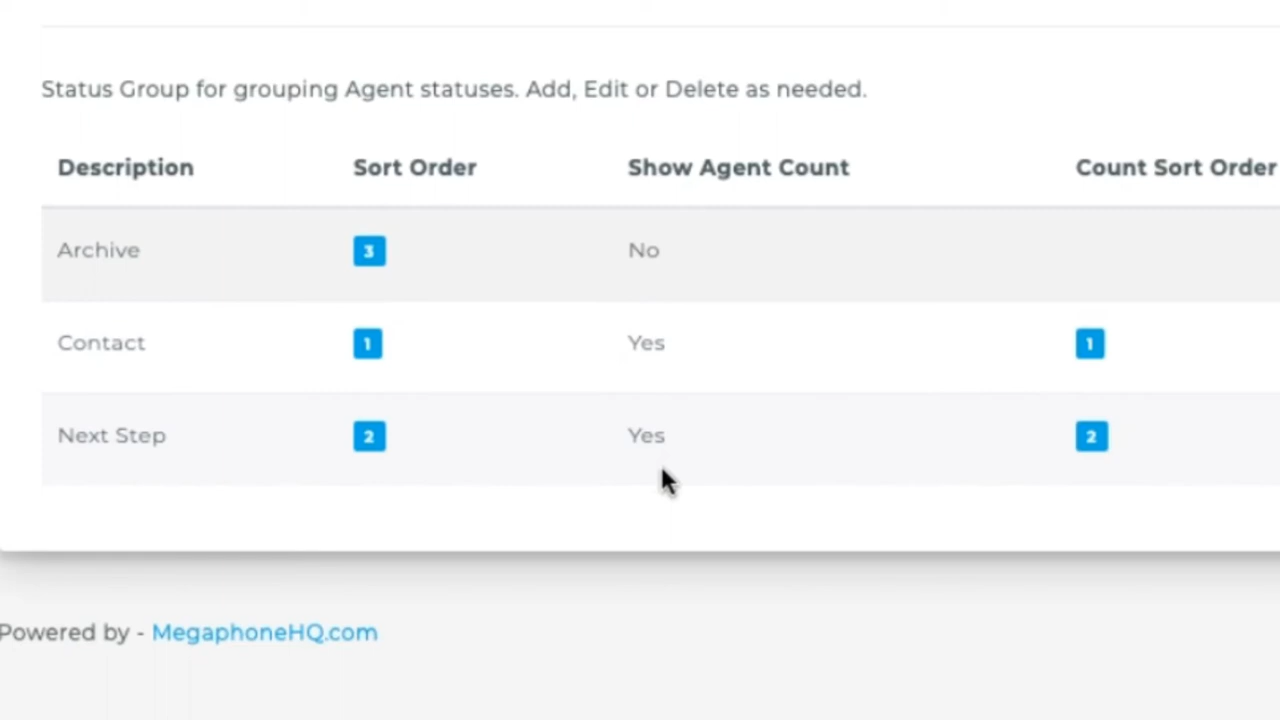 Status Group for grouping Agent statuses. Add, Edit or Delete as needed.
Description Sort Order Show Agent Count Count Sort Order
Archive 3 No
Contact 1 Yes 1
Next Step 2 Yes 2
Powered by - MegaphoneHQ.com